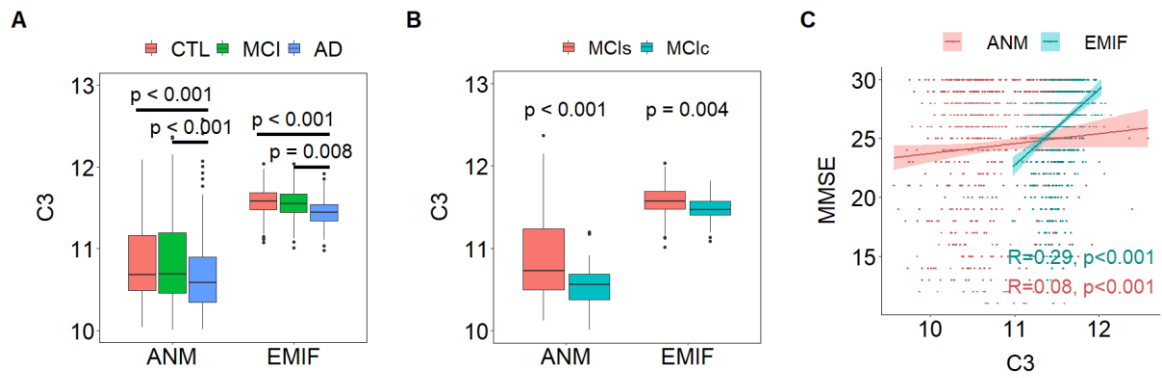 A
CTL MCI AD
13
12
11
10
C3
p < 0.001
p < 0.001
p < 0.001
p = 0.008
ANM EMIF
B
MCIs MCIc
13
12
11
10
C3
p < 0.001 p = 0.004
ANM EMIF
C
ANM EMIF
30
25
20
15
MMSE
R=0.29, p<0.001
R=0.08, p<0.001
10 11 12
C3